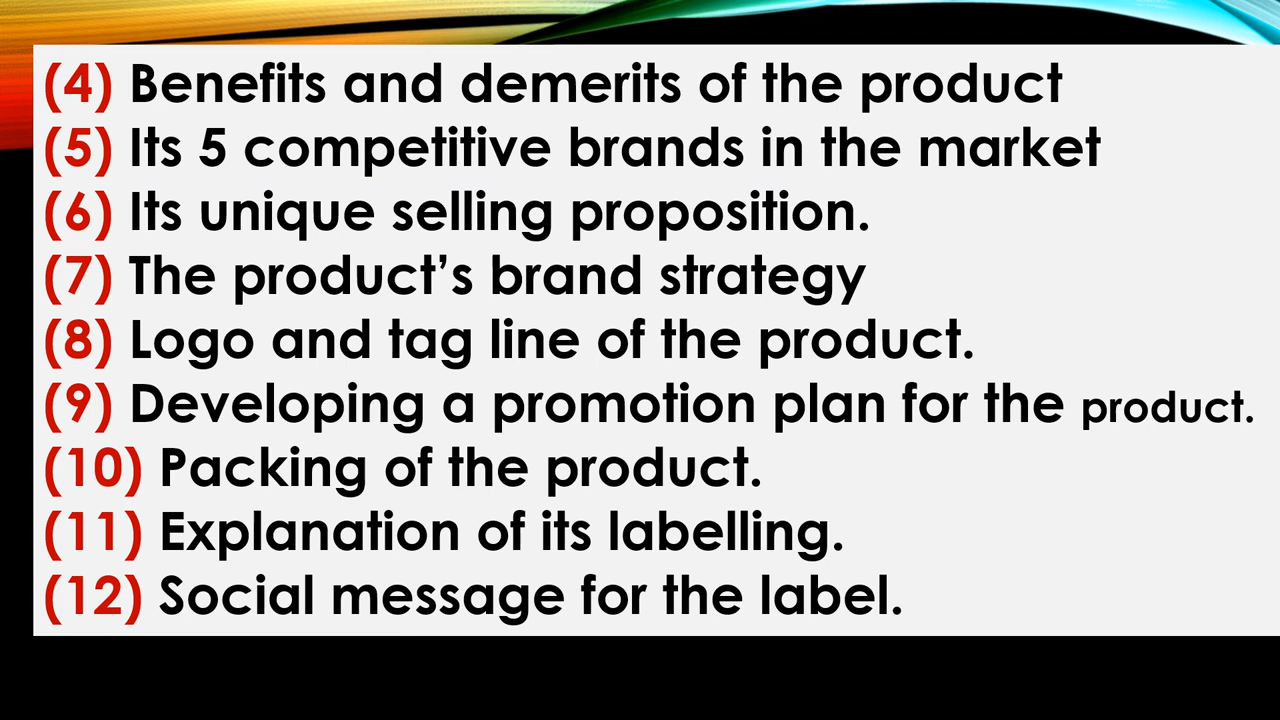 (4) Benefits and demerits of the product
(5) Its 5 competitive brands in the market
(6) Its unique selling proposition.
(7) The product’s brand strategy
(8) Logo and tag line of the product.
(9) Developing a promotion plan for the product.
(10) Packing of the product.
(11) Explanation of its labelling.
(12) Social message for the label.